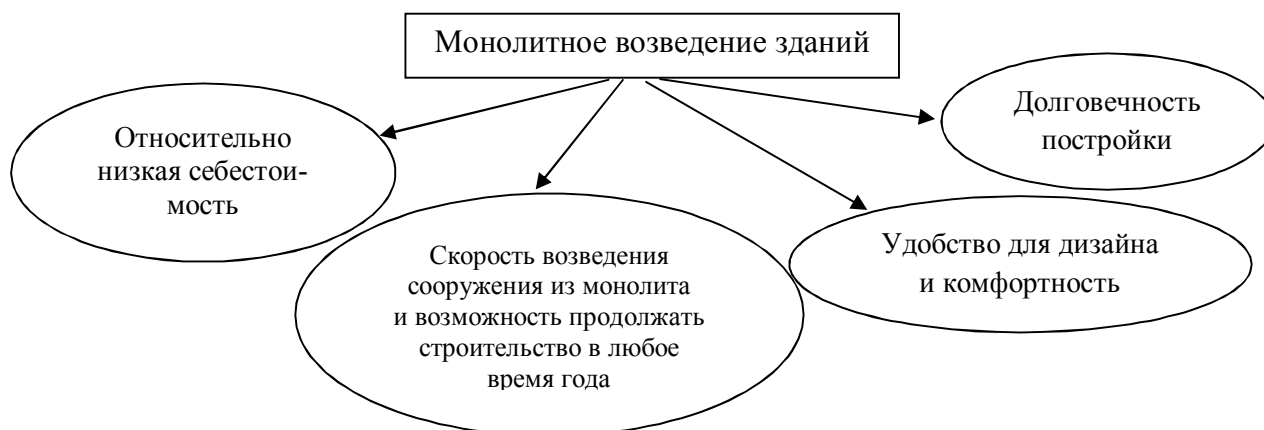 Монолитное возведение зданий
Относительно
низкая себестои-
мость
Скорость возведения
сооружения из монолита
и возможность продолжать
строительство в любое
время года
Удобство для дизайна
и комфортность
Долговечность
постройки